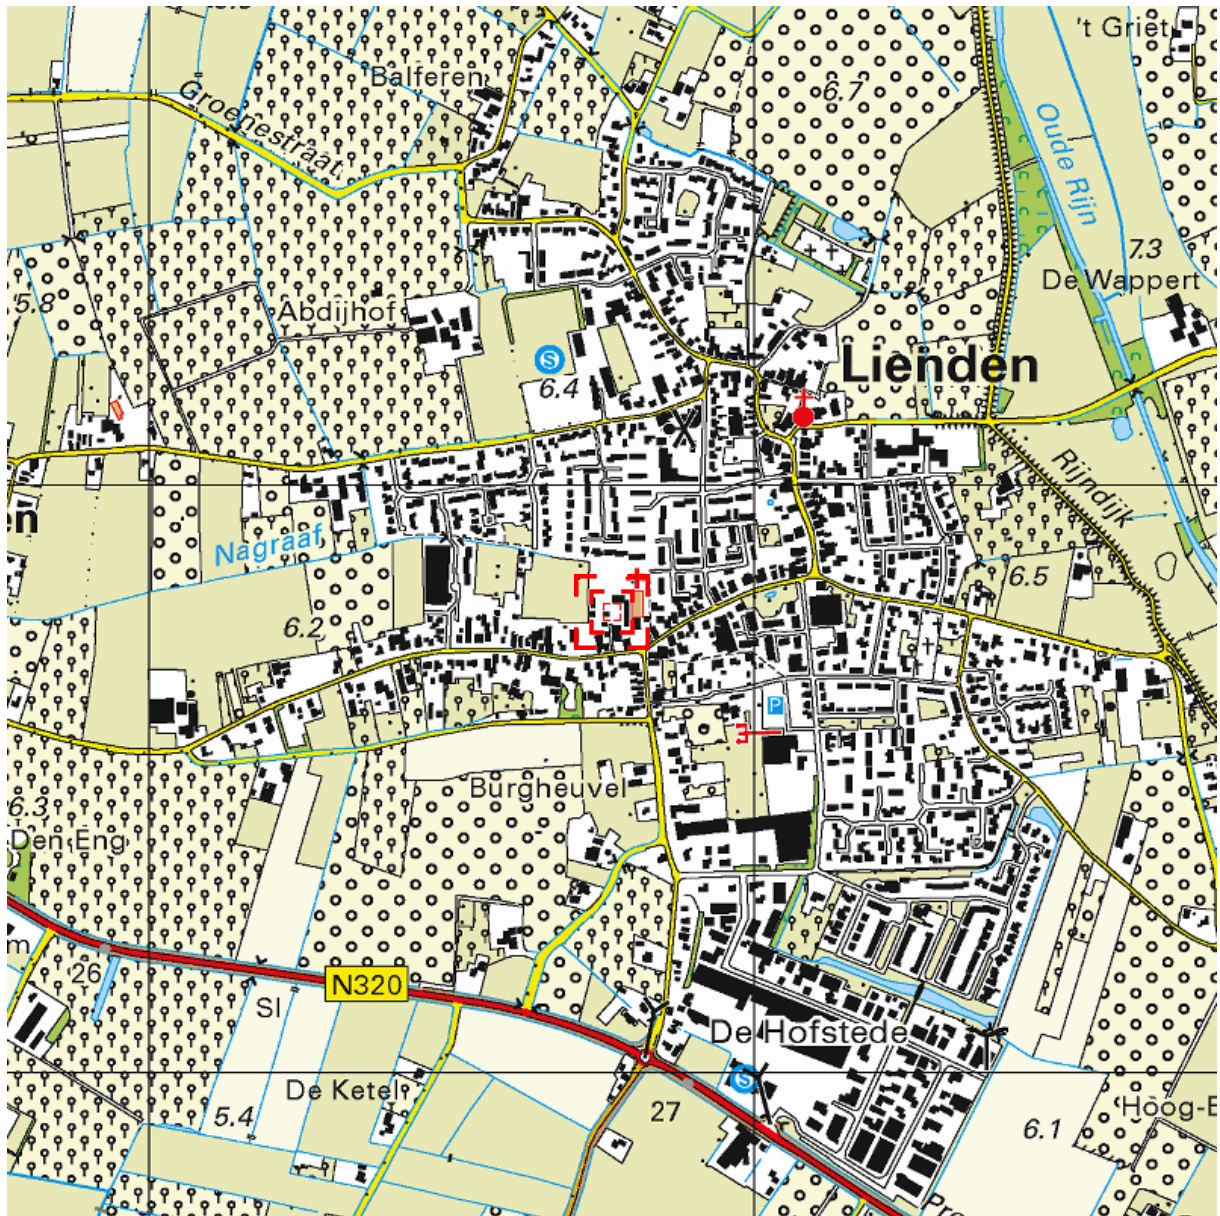 't Griet
Balferen
6.7
Groenestraat
Oude Rijn
7.3
De Wappert
5.8
Abdijhof
Lienden
S
6.4
Rijndijk
en
Nagraaf
6.5
6.2
P
Burgheuvel
6.3
Den Eng
m
26
N320
Sl
De Hofstede
S
De Ketel
27
5.4
6.1
Hoog-E